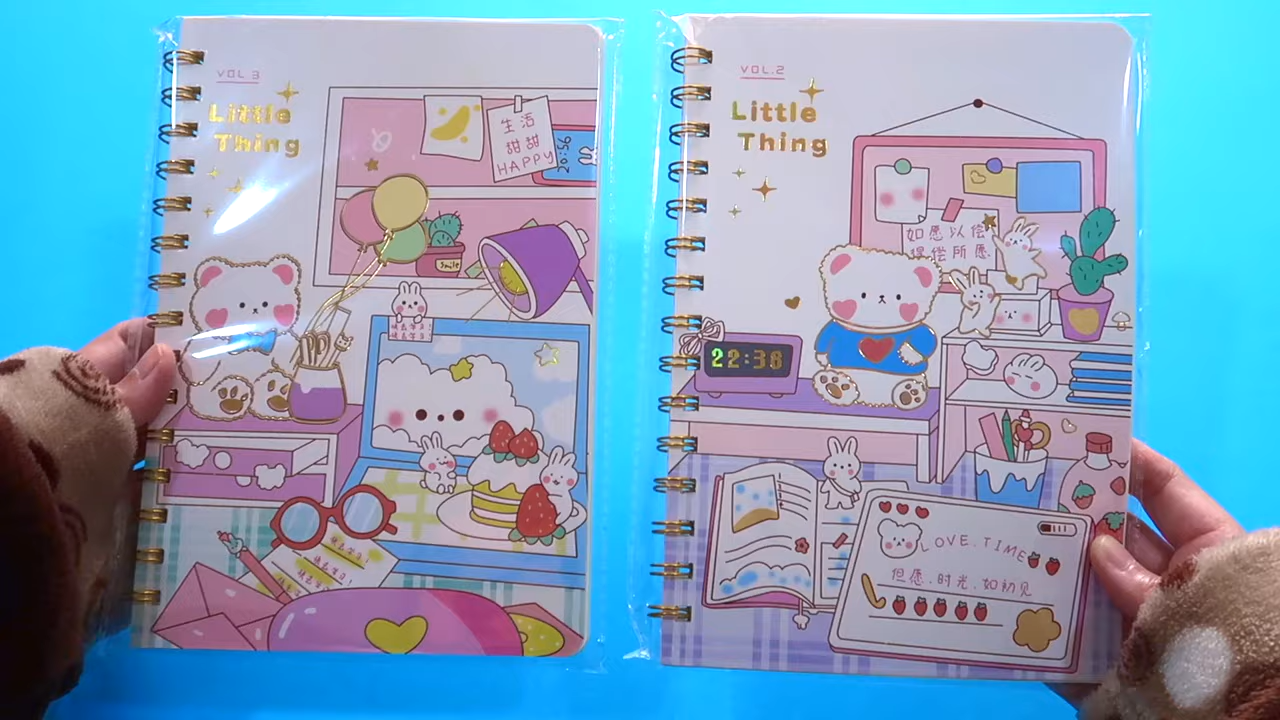 VOL.3
Little
Thing
生活
甜甜
HAPPY
20:56
Smile
VOL.2
Little
Thing
如愿以偿
得偿所愿
22:38
LOVE.TIME
但愿.时光.如初见